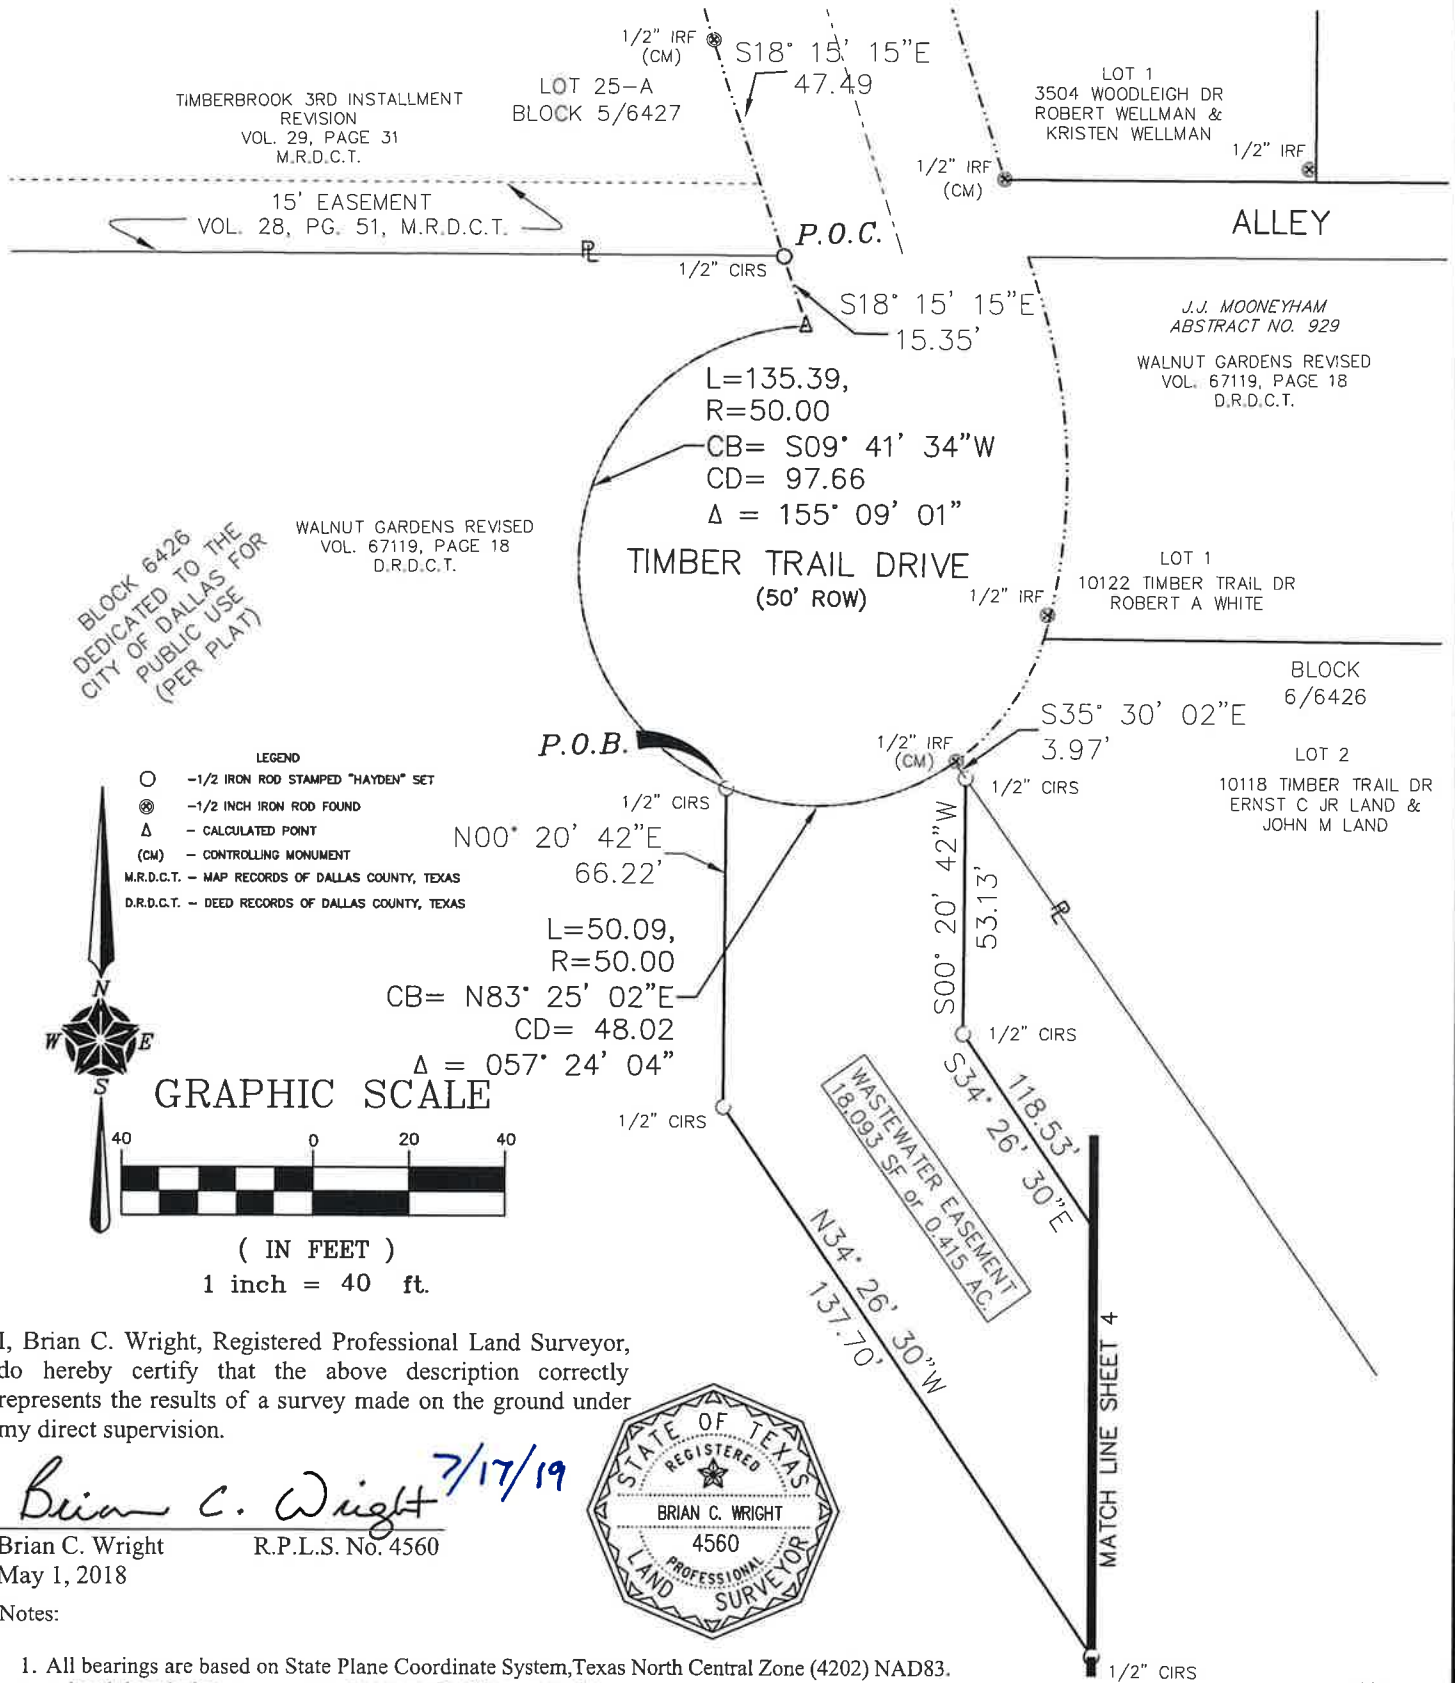 1/2" IRF
(CM)
S18° 15' 15"E
47.49
LOT 25-A
BLOCK 5/6427
TIMBERBROOK 3RD INSTALLMENT
REVISION
VOL. 29, PAGE 31
M.R.D.C.T.
LOT 1
3504 WOODLEIGH DR
ROBERT WELLMAN &
KRISTEN WELLMAN
1/2" IRF
1/2" IRF
(CM)
15' EASEMENT
VOL. 28, PG. 51, M.R.D.C.T.
PL
P.O.C.
1/2" CIRS
ALLEY
S18° 15' 15"E
15.35'
J.J. MOONEYHAM
ABSTRACT NO. 929
WALNUT GARDENS REVISED
VOL. 67119, PAGE 18
D.R.D.C.T.
L=135.39,
R=50.00
CB= S09° 41' 34"W
CD= 97.66
Δ = 155° 09' 01"
TIMBER TRAIL DRIVE
(50' ROW)
WALNUT GARDENS REVISED
VOL. 67119, PAGE 18
D.R.D.C.T.
BLOCK 6426
DEDICATED TO THE
CITY OF DALLAS FOR
PUBLIC USE
(PER PLAT)
1/2" IRF
LOT 1
10122 TIMBER TRAIL DR
ROBERT A WHITE
BLOCK
6/6426
S35° 30' 02"E
3.97'
LOT 2
10118 TIMBER TRAIL DR
ERNST C JR LAND &
JOHN M LAND
P.O.B.
1/2" IRF
(CM)
1/2" CIRS
1/2" CIRS
LEGEND
-1/2 IRON ROD STAMPED "HAYDEN" SET
-1/2 INCH IRON ROD FOUND
Δ - CALCULATED POINT
(CM) - CONTROLLING MONUMENT
M.R.D.C.T. - MAP RECORDS OF DALLAS COUNTY, TEXAS
D.R.D.C.T. - DEED RECORDS OF DALLAS COUNTY, TEXAS
N00° 20' 42"E
66.22'
S00° 20' 42"W
53.13'
PL
L=50.09,
R=50.00
CB= N83° 25' 02"E
CD= 48.02
Δ = 057° 24' 04"
1/2" CIRS
118.53'
S34° 26' 30"E
N
W E
S
GRAPHIC SCALE
40 0 20 40
( IN FEET )
1 inch = 40 ft.
1/2" CIRS
WASTEWATER EASEMENT
18,093 SF or 0.415 AC.
N34° 26' 30"W
137.70'
MATCH LINE SHEET 4
I, Brian C. Wright, Registered Professional Land Surveyor,
do hereby certify that the above description correctly
represents the results of a survey made on the ground under
my direct supervision.
Brian C. Wright 7/17/19
Brian C. Wright R.P.L.S. No. 4560
May 1, 2018
STATE OF TEXAS
REGISTERED
BRIAN C. WRIGHT
4560
PROFESSIONAL
LAND SURVEYOR
Notes:
1. All bearings are based on State Plane Coordinate System,Texas North Central Zone (4202) NAD83.
1/2" CIRS